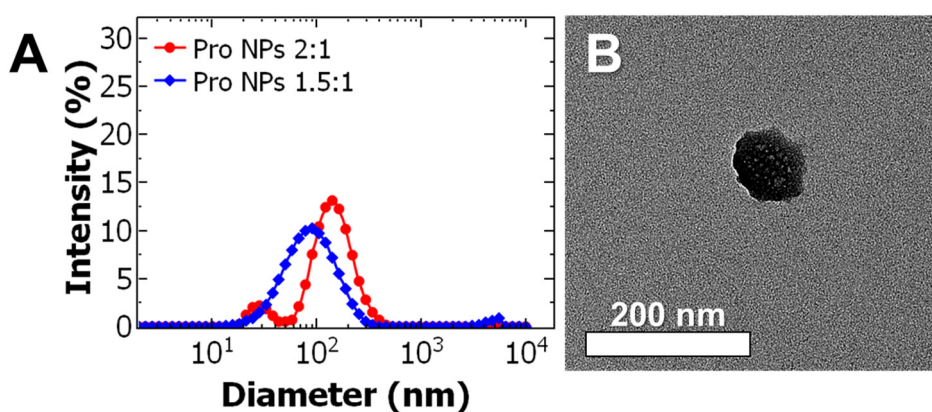 A
Intensity (%)
30
25
20
15
10
5
0
Pro NPs 2:1
Pro NPs 1.5:1
10¹ 10² 10³ 10⁴
Diameter (nm)
B
200 nm